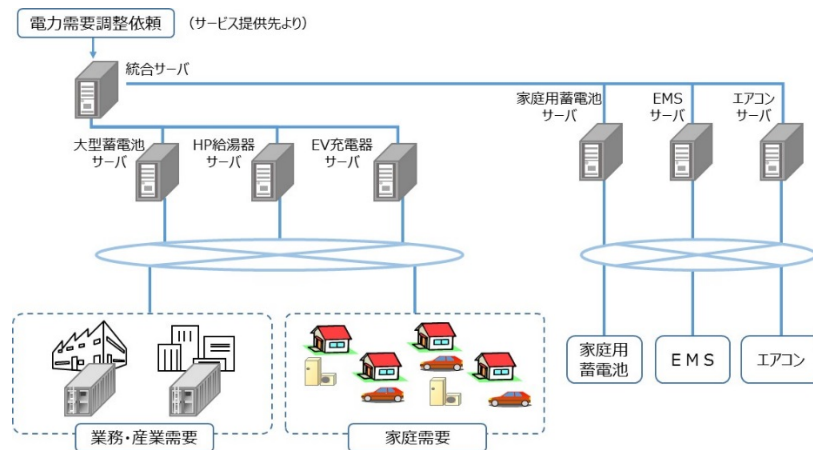 電力需要調整依頼
（サービス提供先より）
統合サーバ
大型蓄電池
サーバ
HP給湯器
サーバ
EV充電器
サーバ
家庭用蓄電池
サーバ
EMS
サーバ
エアコン
サーバ
業務・産業需要
家庭需要
家庭用
蓄電池
ＥＭＳ
エアコン